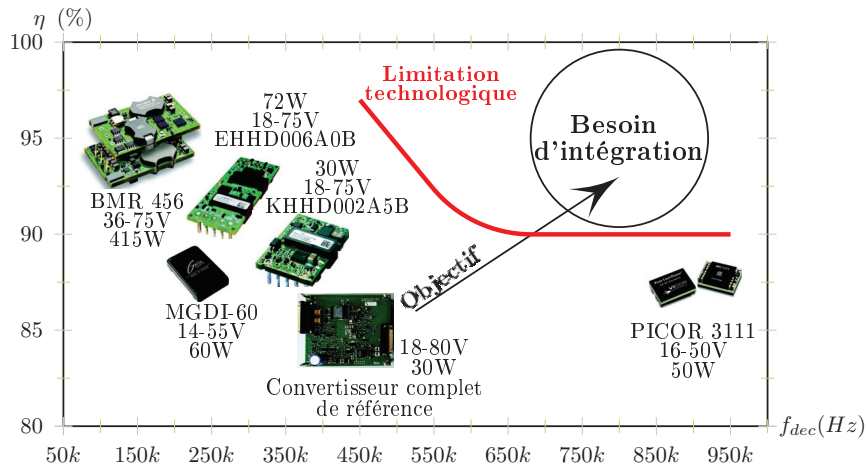 η (%)
100
95
90
85
80
50k 150k 250k 350k 450k 550k 650k 750k 850k 950k
f_dec(Hz)
Limitation
technologique
Besoin
d'intégration
Objectif
BMR 456
36-75V
415W
72W
18-75V
EHHD006A0B
30W
18-75V
KHHD002A5B
MGDI-60
14-55V
60W
18-80V
30W
Convertisseur complet
de référence
PICOR 3111
16-50V
50W